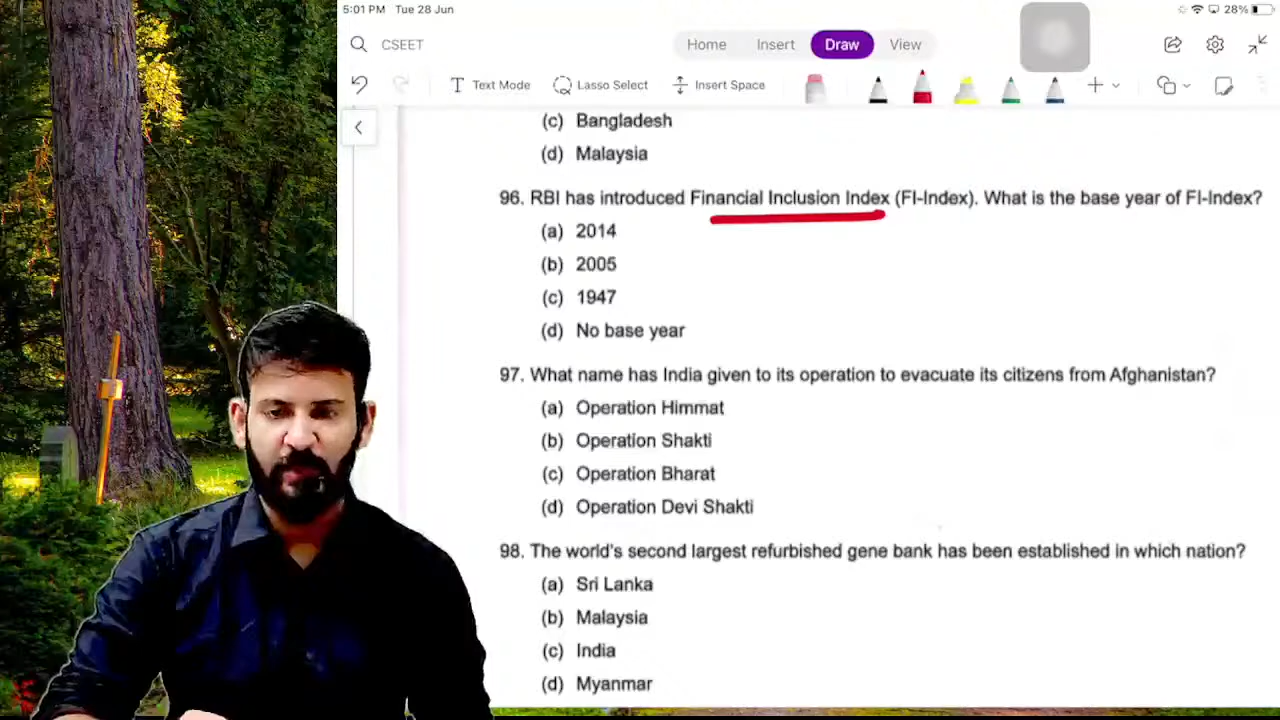 5:01 PM Tue 28 Jun
28%
CSEET
Home Insert Draw View
Text Mode Lasso Select Insert Space
(c) Bangladesh
(d) Malaysia
96. RBI has introduced Financial Inclusion Index (FI-Index). What is the base year of FI-Index?
(a) 2014
(b) 2005
(c) 1947
(d) No base year
97. What name has India given to its operation to evacuate its citizens from Afghanistan?
(a) Operation Himmat
(b) Operation Shakti
(c) Operation Bharat
(d) Operation Devi Shakti
98. The world's second largest refurbished gene bank has been established in which nation?
(a) Sri Lanka
(b) Malaysia
(c) India
(d) Myanmar